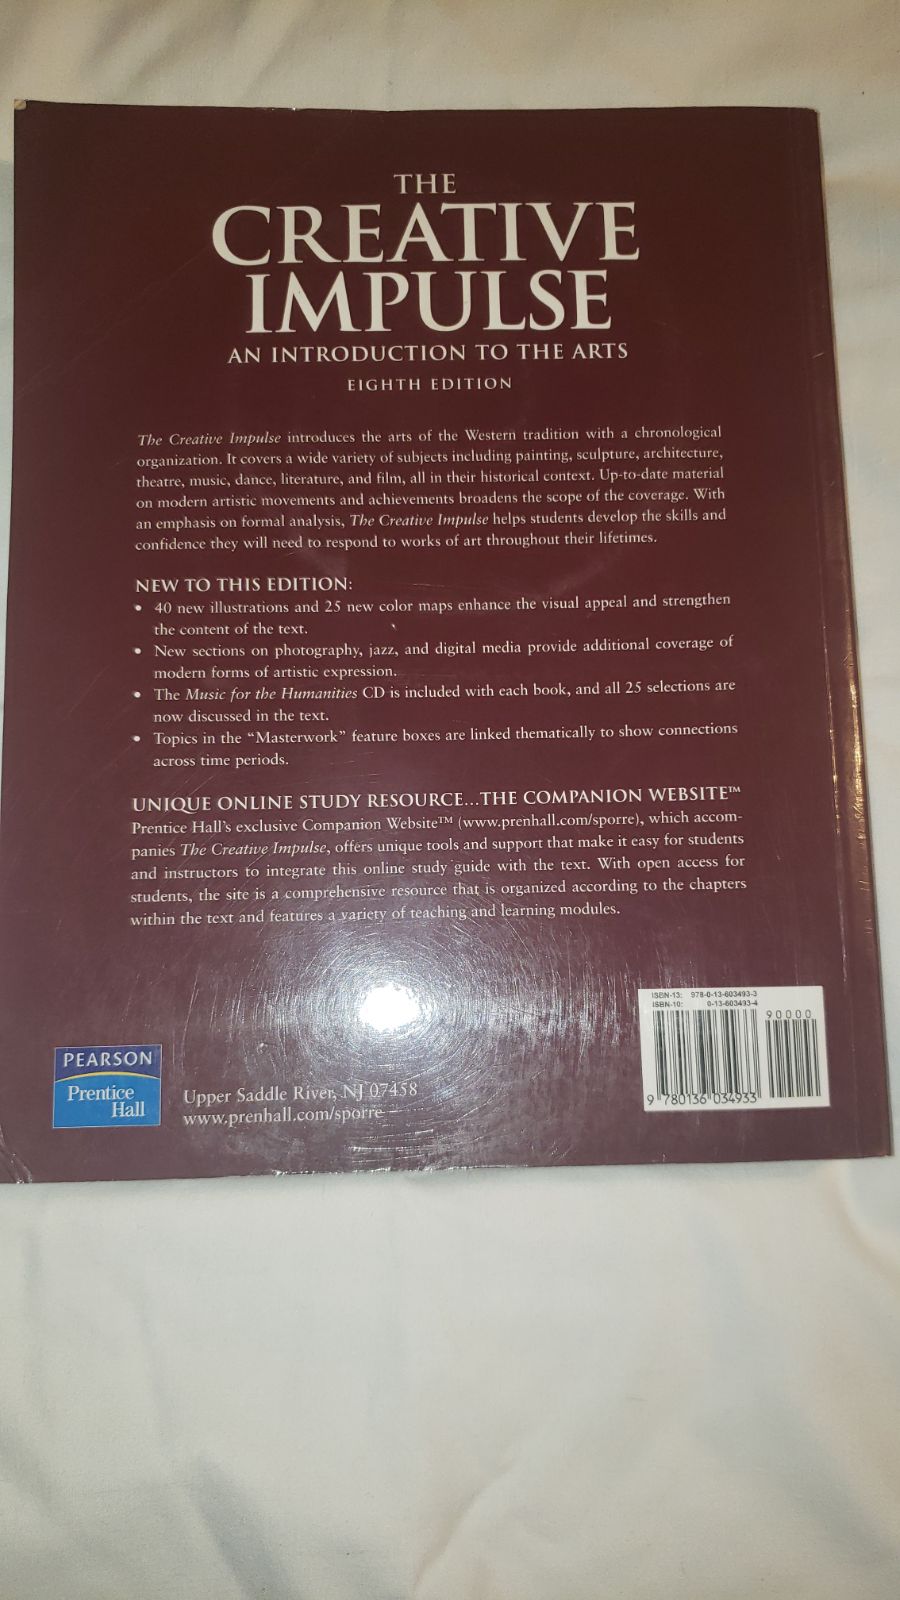 THE
CREATIVE
IMPULSE
AN INTRODUCTION TO THE ARTS
EIGHTH EDITION
The Creative Impulse introduces the arts of the Western tradition with a chronological
organization. It covers a wide variety of subjects including painting, sculpture, architecture,
theatre, music, dance, literature, and film, all in their historical context. Up-to-date material
on modern artistic movements and achievements broadens the scope of the coverage. With
an emphasis on formal analysis, The Creative Impulse helps students develop the skills and
confidence they will need to respond to works of art throughout their lifetimes.
NEW TO THIS EDITION:
• 40 new illustrations and 25 new color maps enhance the visual appeal and strengthen
the content of the text.
• New sections on photography, jazz, and digital media provide additional coverage of
modern forms of artistic expression.
• The Music for the Humanities CD is included with each book, and all 25 selections are
now discussed in the text.
• Topics in the “Masterwork” feature boxes are linked thematically to show connections
across time periods.
UNIQUE ONLINE STUDY RESOURCE...THE COMPANION WEBSITE™
Prentice Hall's exclusive Companion Website™ (www.prenhall.com/sporre), which accom-
panies The Creative Impulse, offers unique tools and support that make it easy for students
and instructors to integrate this online study guide with the text. With open access for
students, the site is a comprehensive resource that is organized according to the chapters
within the text and features a variety of teaching and learning modules.
ISBN-13: 978-0-13-603493-3
ISBN-10: 0-13-603493-4
90000
9 780136 034933
PEARSON
Prentice
Hall
Upper Saddle River, NJ 07458
www.prenhall.com/sporre